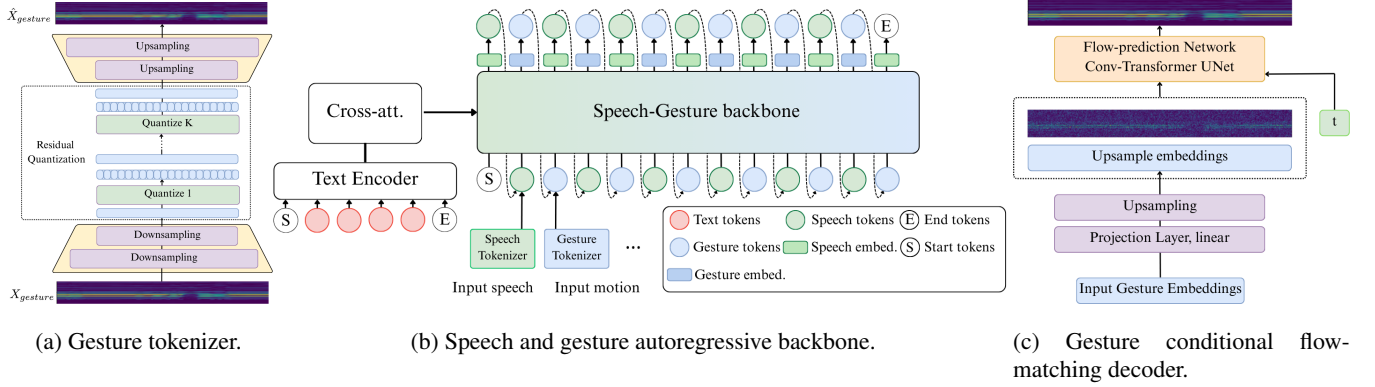 X̂gesture
Upsampling
Upsampling
Quantize K
Residual
Quantization
Quantize 1
Downsampling
Downsampling
Xgesture
(a) Gesture tokenizer.
E
Cross-att.
Speech-Gesture backbone
Text Encoder
S
E
S
Speech
Tokenizer
Gesture
Tokenizer
...
Input speech
Input motion
Text tokens
Speech tokens
E End tokens
Gesture tokens
Speech embed.
S Start tokens
Gesture embed.
(b) Speech and gesture autoregressive backbone.
Flow-prediction Network
Conv-Transformer UNet
t
Upsample embeddings
Upsampling
Projection Layer, linear
Input Gesture Embeddings
(c) Gesture conditional flow-
matching decoder.